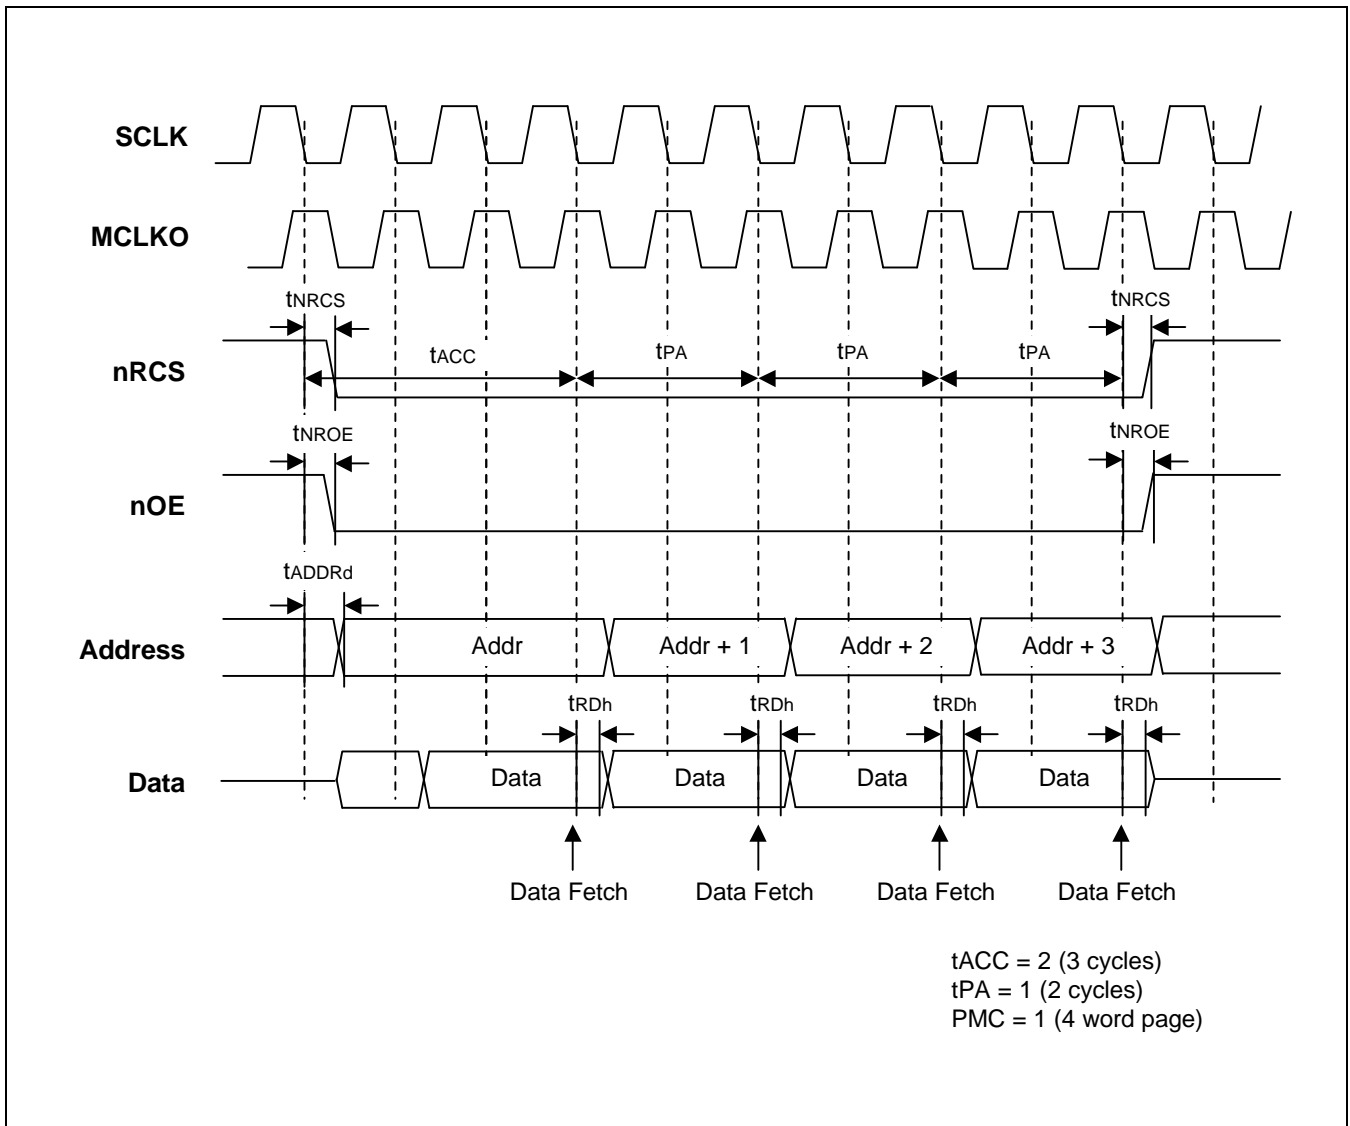 SCLK
MCLKO
tNRCS tNRCS
nRCS
tACC tPA tPA tPA
tNROE tNROE
nOE
tADDRd
Address
Addr Addr + 1 Addr + 2 Addr + 3
tRDh tRDh tRDh tRDh
Data
Data Data Data Data
Data Fetch Data Fetch Data Fetch Data Fetch
tACC = 2 (3 cycles)
tPA = 1 (2 cycles)
PMC = 1 (4 word page)